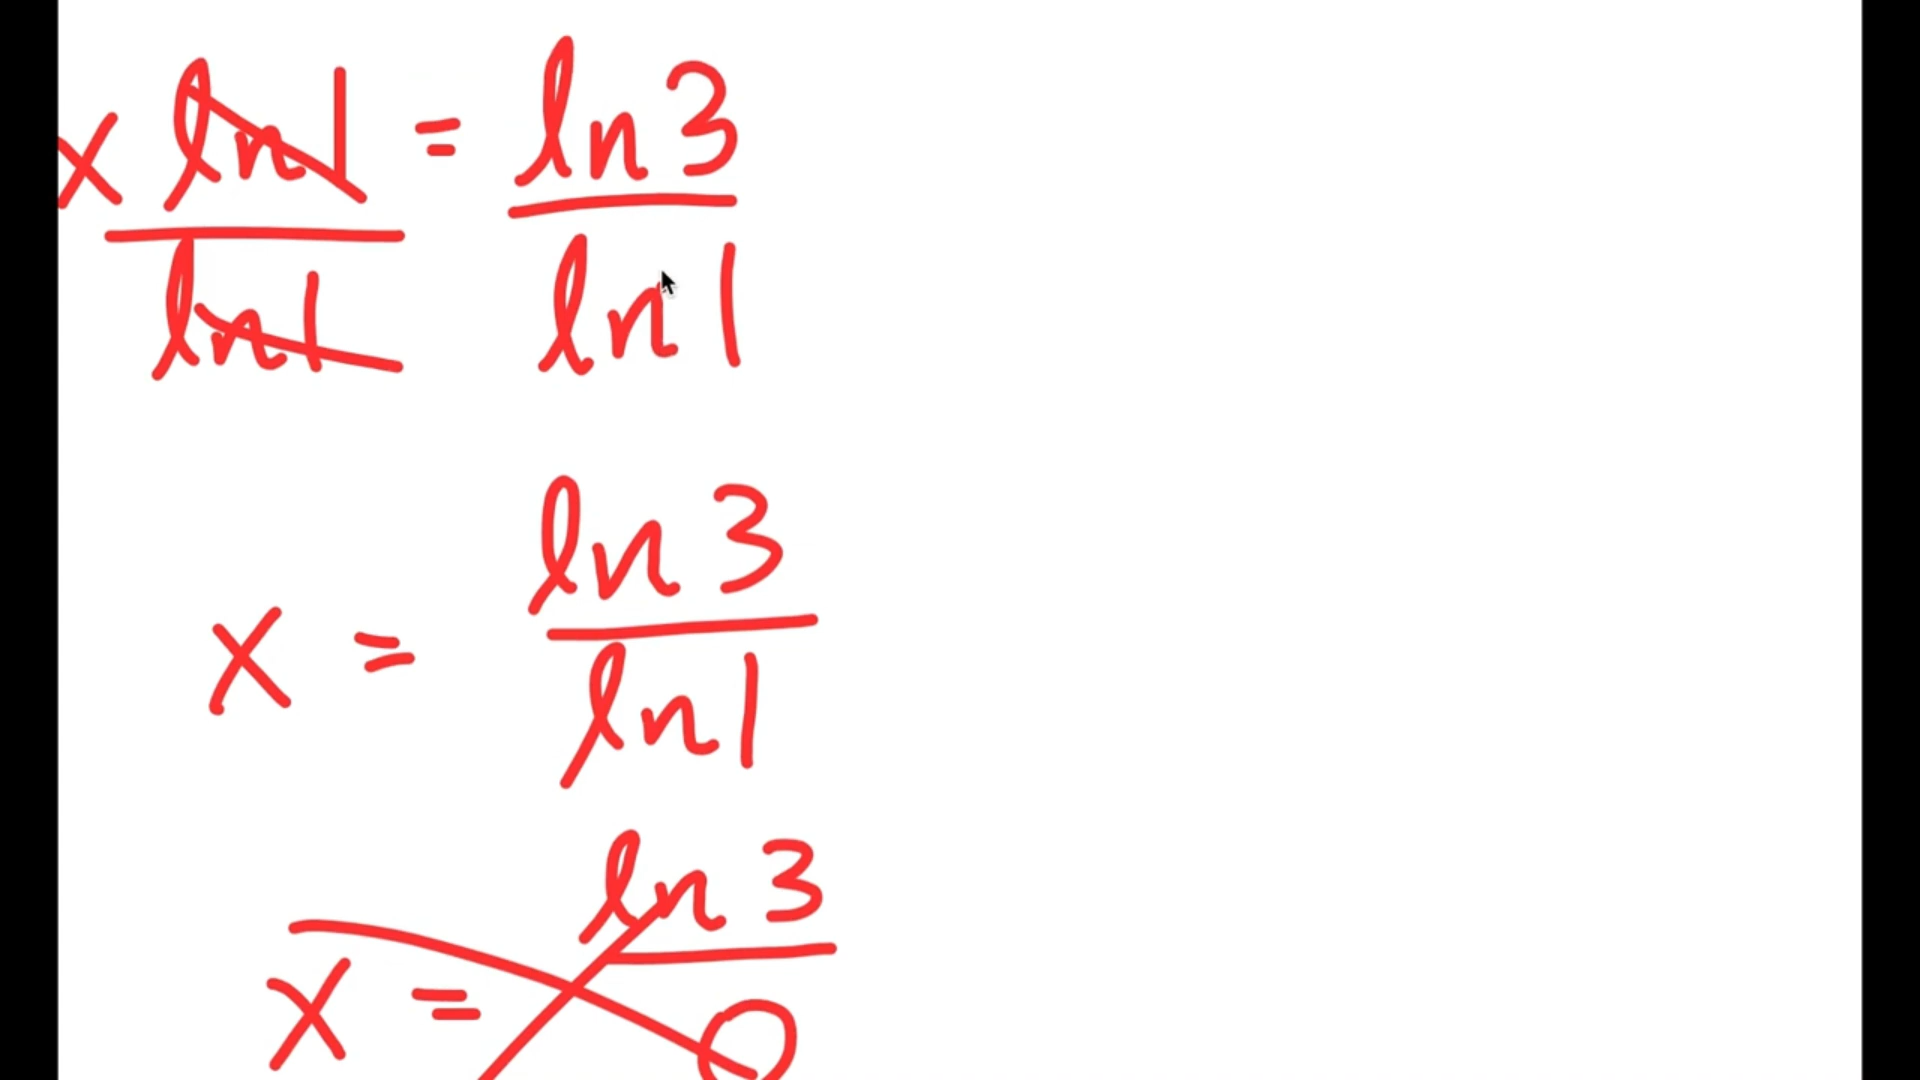 x ln1 = ln3
ln1 ln1
x = ln3
ln1
x = ln3
0